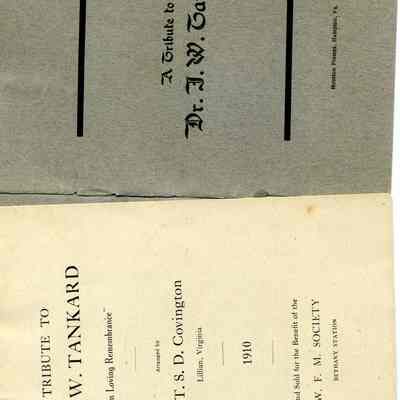 A Tribute to
Dr. J. W. Ta
Houston Printer, Hampton, Va.
TRIBUTE TO
W. TANKARD
Loving Remembrance"
Arranged by
T. S. D. Covington
Lillian, Virginia
1910
nd Sold for the Benefit of the
W. F. M. SOCIETY
BETHANY STATION